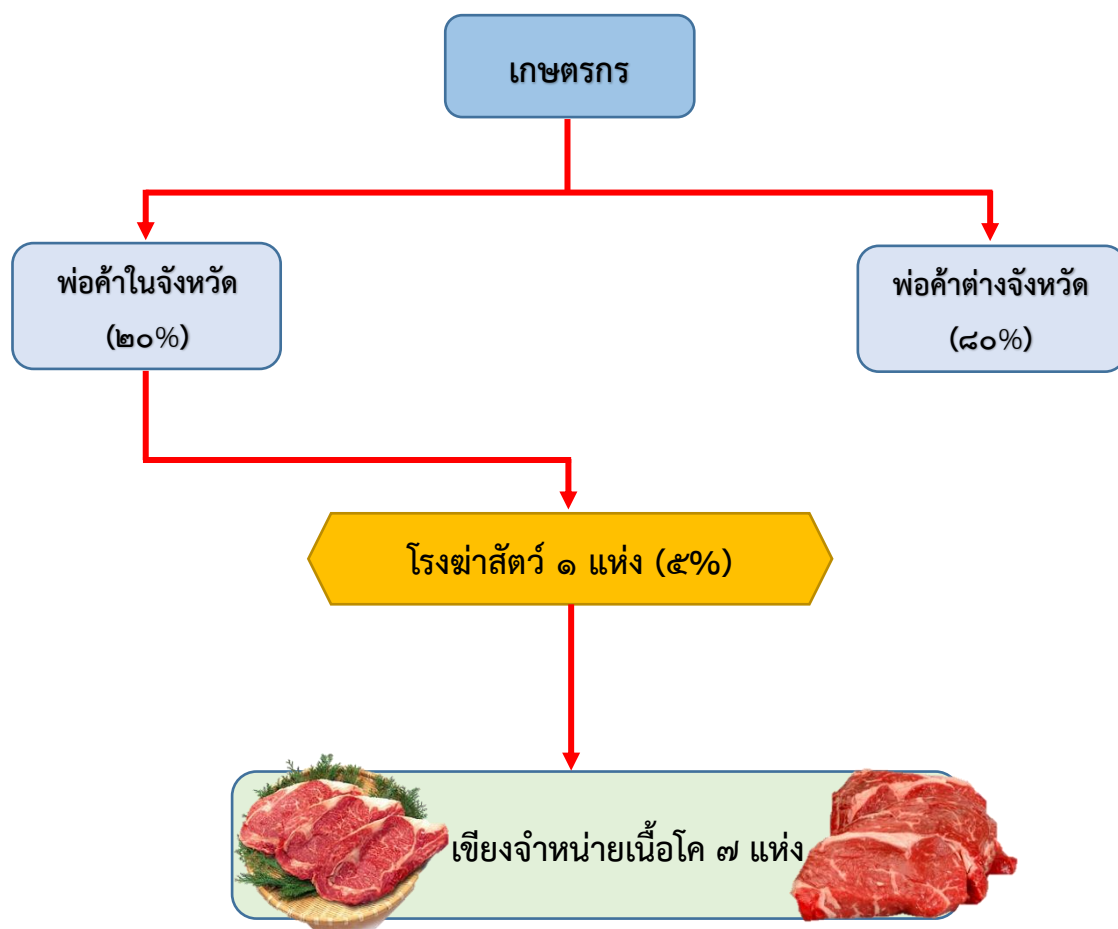 เกษตรกร
พ่อค้าในจังหวัด
(๒๐%)
พ่อค้าต่างจังหวัด
(๘๐%)
โรงฆ่าสัตว์ ๑ แห่ง (๕%)
เขียงจำหน่ายเนื้อโค ๗ แห่ง